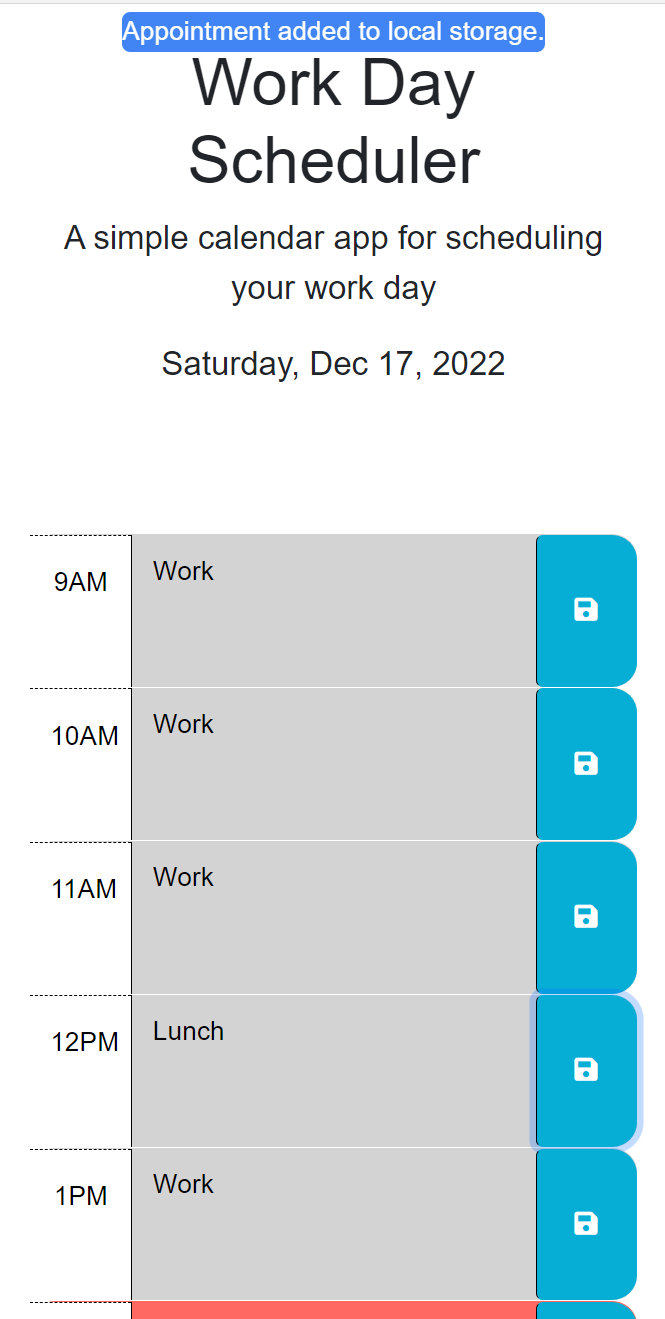 Appointment added to local storage.
Work Day
Scheduler
A simple calendar app for scheduling
your work day
Saturday, Dec 17, 2022
9AM
Work
10AM
Work
11AM
Work
12PM
Lunch
1PM
Work